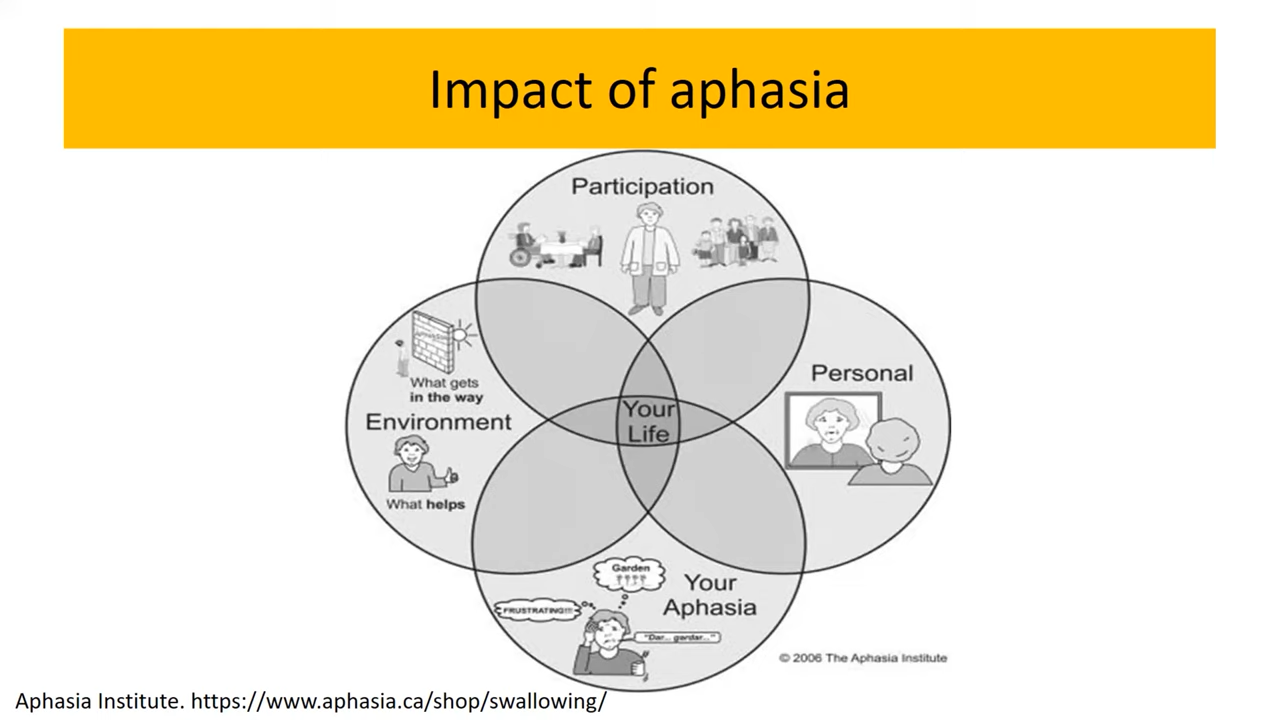 Impact of aphasia
Participation
What gets
in the way
Environment
What helps
Personal
Your
Life
Garden
FRUSTRATING!!!
Your
Aphasia
"Dar... gardar..."
© 2006 The Aphasia Institute
Aphasia Institute. https://www.aphasia.ca/shop/swallowing/